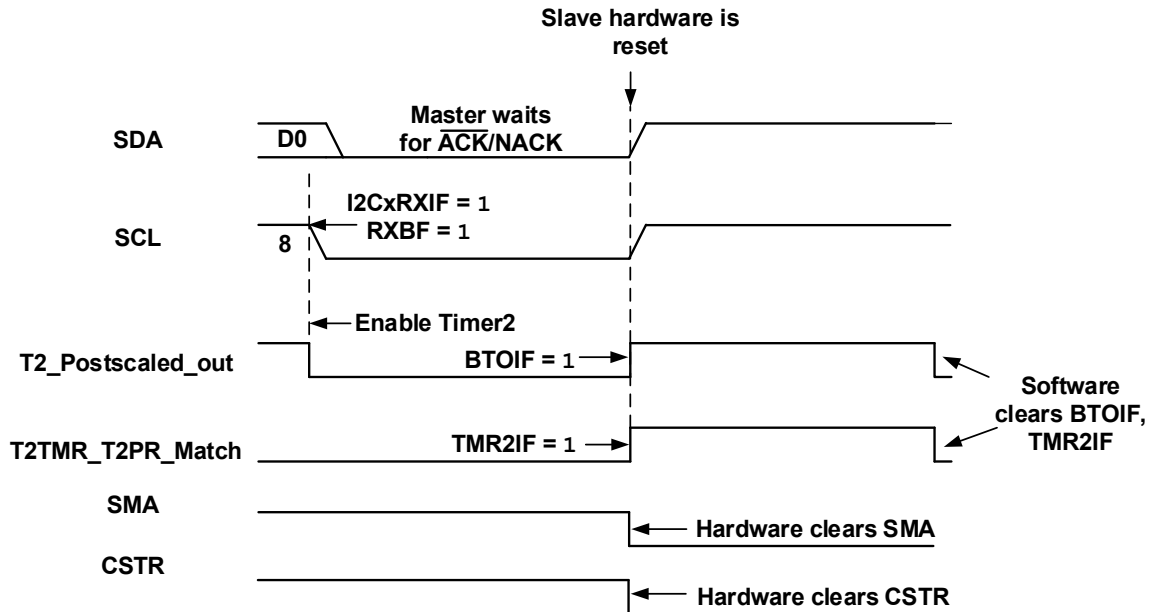 Slave hardware is
reset
Master waits
for ACK/NACK
SDA
D0
I2CxRXIF = 1
RXBF = 1
SCL
8
Enable Timer2
T2_Postscaled_out
BTOIF = 1
Software
clears BTOIF,
TMR2IF
T2TMR_T2PR_Match
TMR2IF = 1
SMA
Hardware clears SMA
CSTR
Hardware clears CSTR